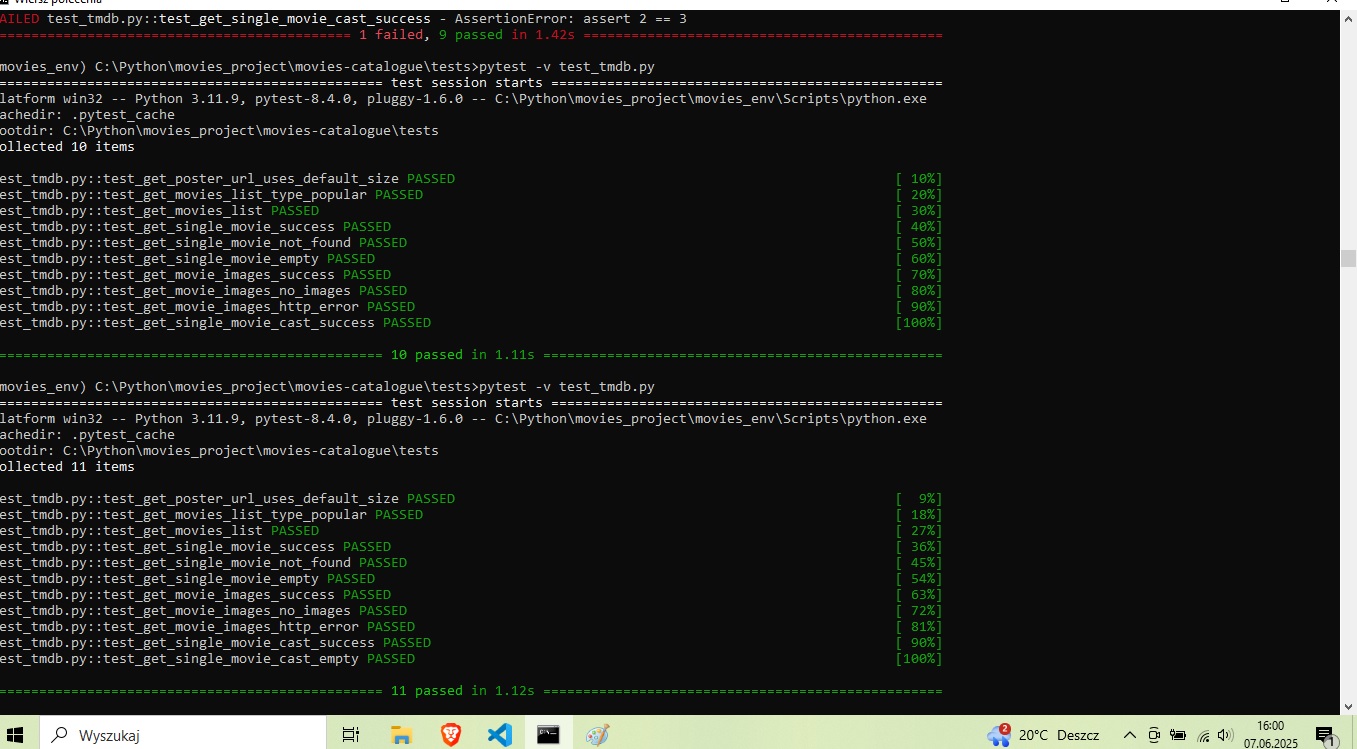 Wiersz polecenia
AILED test_tmdb.py::test_get_single_movie_cast_success - AssertionError: assert 2 == 3
============================================ 1 failed, 9 passed in 1.42s =============================================
movies_env) C:\Python\movies_project\movies-catalogue\tests>pytest -v test_tmdb.py
================================================ test session starts =================================================
latform win32 -- Python 3.11.9, pytest-8.4.0, pluggy-1.6.0 -- C:\Python\movies_project\movies_env\Scripts\python.exe
achedir: .pytest_cache
ootdir: C:\Python\movies_project\movies-catalogue\tests
ollected 10 items
est_tmdb.py::test_get_poster_url_uses_default_size PASSED [ 10%]
est_tmdb.py::test_get_movies_list_type_popular PASSED [ 20%]
est_tmdb.py::test_get_movies_list PASSED [ 30%]
est_tmdb.py::test_get_single_movie_success PASSED [ 40%]
est_tmdb.py::test_get_single_movie_not_found PASSED [ 50%]
est_tmdb.py::test_get_single_movie_empty PASSED [ 60%]
est_tmdb.py::test_get_movie_images_success PASSED [ 70%]
est_tmdb.py::test_get_movie_images_no_images PASSED [ 80%]
est_tmdb.py::test_get_movie_images_http_error PASSED [ 90%]
est_tmdb.py::test_get_single_movie_cast_success PASSED [100%]
================================================ 10 passed in 1.11s ==================================================
movies_env) C:\Python\movies_project\movies-catalogue\tests>pytest -v test_tmdb.py
================================================ test session starts =================================================
latform win32 -- Python 3.11.9, pytest-8.4.0, pluggy-1.6.0 -- C:\Python\movies_project\movies_env\Scripts\python.exe
achedir: .pytest_cache
ootdir: C:\Python\movies_project\movies-catalogue\tests
ollected 11 items
est_tmdb.py::test_get_poster_url_uses_default_size PASSED [  9%]
est_tmdb.py::test_get_movies_list_type_popular PASSED [ 18%]
est_tmdb.py::test_get_movies_list PASSED [ 27%]
est_tmdb.py::test_get_single_movie_success PASSED [ 36%]
est_tmdb.py::test_get_single_movie_not_found PASSED [ 45%]
est_tmdb.py::test_get_single_movie_empty PASSED [ 54%]
est_tmdb.py::test_get_movie_images_success PASSED [ 63%]
est_tmdb.py::test_get_movie_images_no_images PASSED [ 72%]
est_tmdb.py::test_get_movie_images_http_error PASSED [ 81%]
est_tmdb.py::test_get_single_movie_cast_success PASSED [ 90%]
est_tmdb.py::test_get_single_movie_cast_empty PASSED [100%]
================================================ 11 passed in 1.12s ==================================================
Wyszukaj
2
20°C Deszcz
16:00
07.06.2025
1